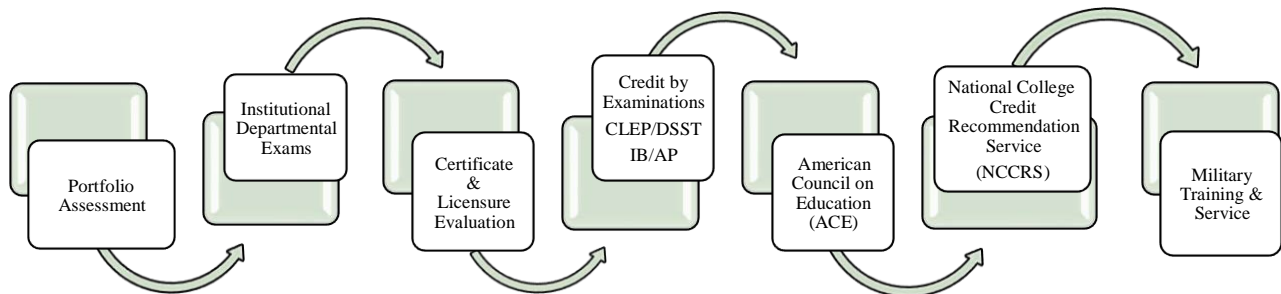 Portfolio
Assessment
Institutional
Departmental
Exams
Certificate
&
Licensure
Evaluation
Credit by
Examinations
CLEP/DSST
IB/AP
American
Council on
Education
(ACE)
National College
Credit
Recommendation
Service
(NCCRS)
Military
Training &
Service